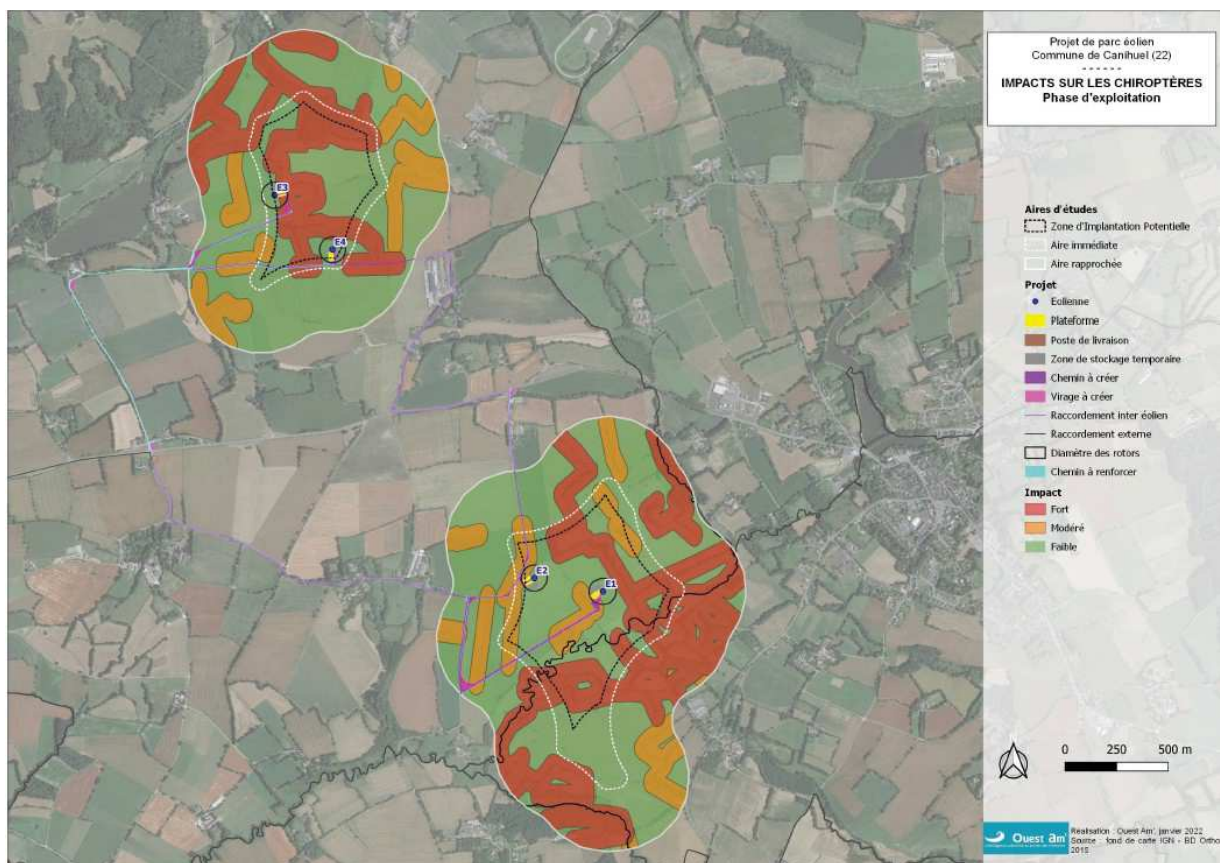 Projet de parc éolien
Commune de Canihuel (22)
------
IMPACTS SUR LES CHIROPTÈRES
Phase d'exploitation
E3
E4
E2
E1
Aires d'études
Zone d'Implantation Potentielle
Aire immédiate
Aire rapprochée
Projet
Eolienne
Plateforme
Poste de livraison
Zone de stockage temporaire
Chemin à créer
Virage à créer
Raccordement inter éolien
Raccordement externe
Diamètre des rotors
Chemin à renforcer
Impact
Fort
Modéré
Faible
0 250 500 m
Ouest Am'
Réalisation : Ouest Am', janvier 2022
Source : fond de carte IGN - BD Ortho
2015